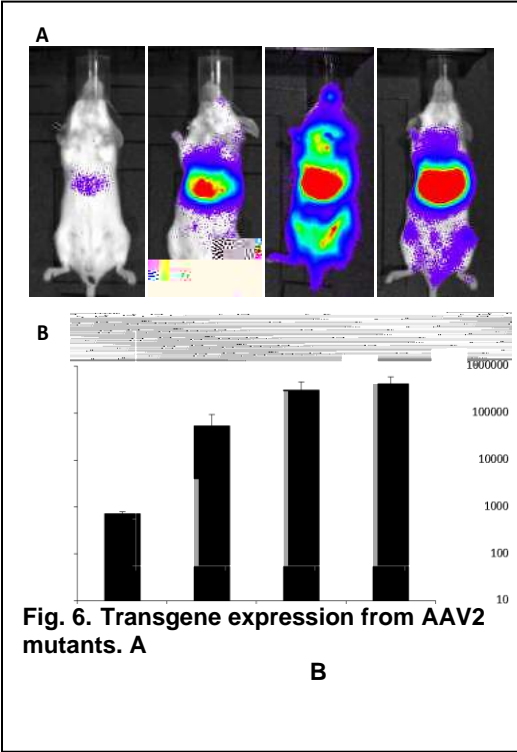 A
B
1000000
100000
10000
1000
100
10
Fig. 6. Transgene expression from AAV2
mutants. A
B